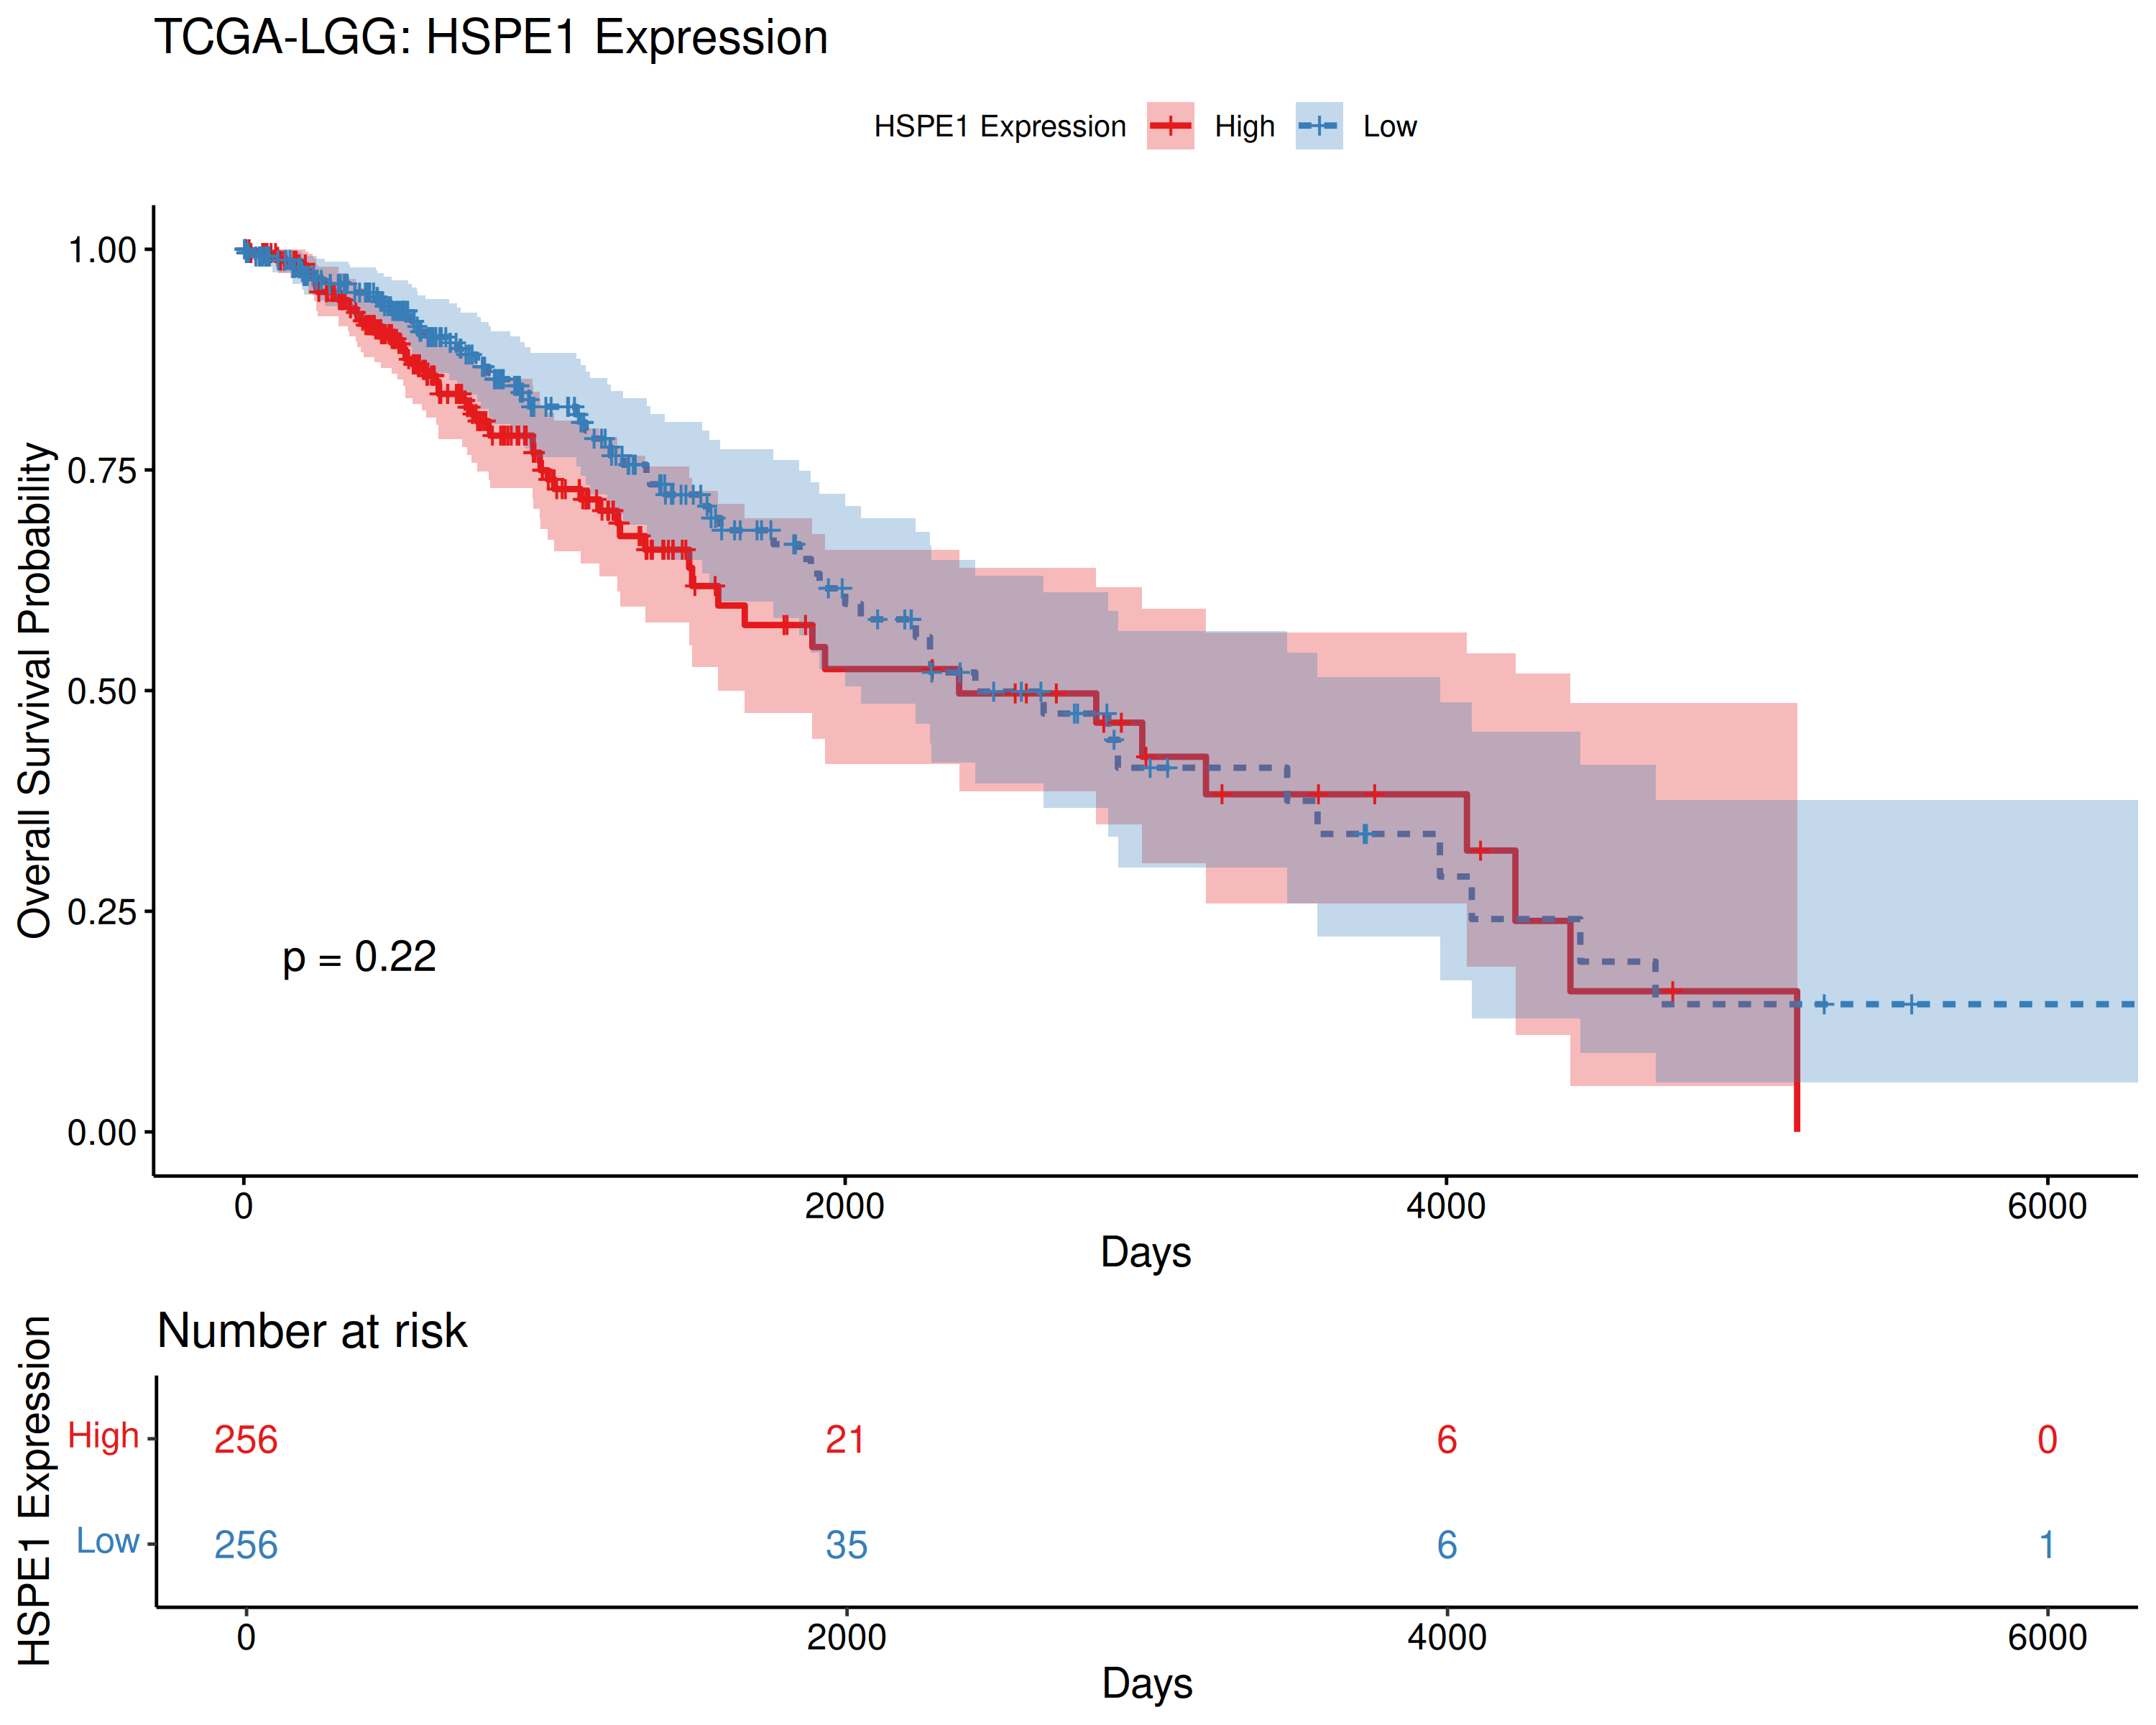 TCGA-LGG: HSPE1 Expression
HSPE1 Expression High Low
Overall Survival Probability
1.00
0.75
0.50
0.25
0.00
p = 0.22
0 2000 4000 6000
Days
Number at risk
HSPE1 Expression
High 256 21 6 0
Low 256 35 6 1
0 2000 4000 6000
Days